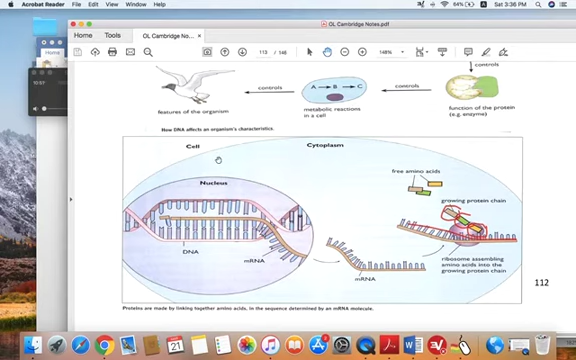 Acrobat Reader File Edit View Window Help
64% Sat 3:36 PM
OL Cambridge Notes.pdf
Home Tools OL Cambridge No... ×
113 / 146
148%
10:57
controls
controls
controls
A B C
features of the organism
metabolic reactions
in a cell
function of the protein
(e.g. enzyme)
How DNA affects an organism's characteristics.
Cell
Cytoplasm
Nucleus
free amino acids
growing protein chain
DNA
mRNA
mRNA
ribosome assembling
amino acids into the
growing protein chain
112
Proteins are made by linking together amino acids, in the sequence determined by an mRNA molecule.
21